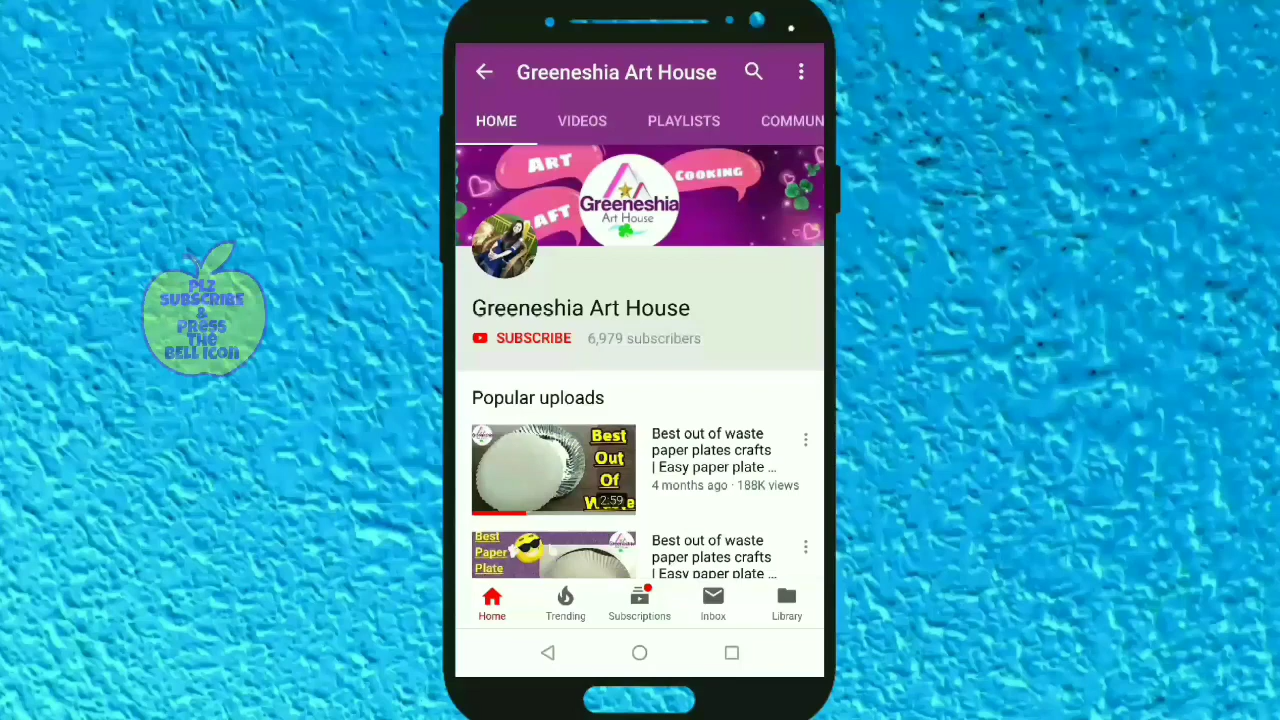 Greeneshia Art House
HOME VIDEOS PLAYLISTS COMMUN
ART
COOKING
AFT
Greeneshia
Art House
PLZ
SUBSCRIBE
&
PRESS
THE
BELL ICON
Greeneshia Art House
SUBSCRIBE 6,979 subscribers
Popular uploads
Best
Out
Of
Waste
2:59
Best out of waste
paper plates crafts
| Easy paper plate ...
4 months ago · 188K views
Best
Paper
Plate
Best out of waste
paper plates crafts
| Easy paper plate ...
Home Trending Subscriptions Inbox Library